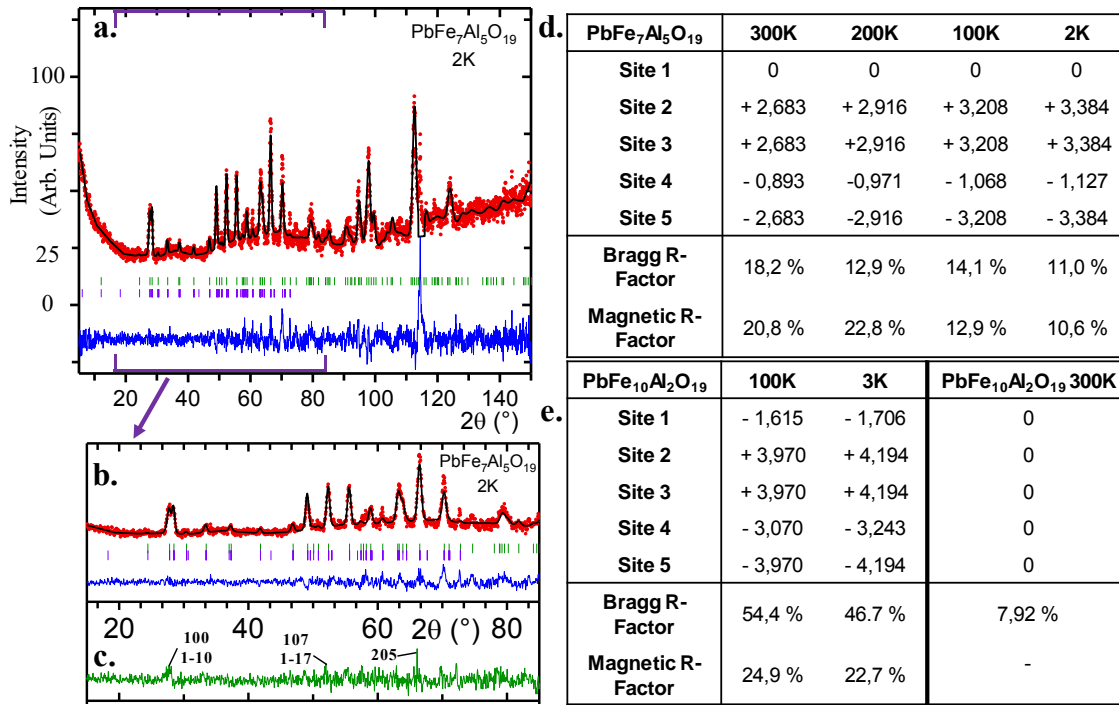 a.
PbFe7Al5O19
2K
Intensity
(Arb. Units)
100
25
0
20 40 60 80 100 120 140
2θ (°)
b.
PbFe7Al5O19
2K
20 40 60 2θ (°) 80
c.
100
1-10
107
1-17
205
d.
PbFe7Al5O19 300K 200K 100K 2K
Site 1 0 0 0 0
Site 2 + 2,683 + 2,916 + 3,208 + 3,384
Site 3 + 2,683 +2,916 + 3,208 + 3,384
Site 4 - 0,893 -0,971 - 1,068 - 1,127
Site 5 - 2,683 - 2,916 - 3,208 - 3,384
Bragg R-
Factor 18,2 % 12,9 % 14,1 % 11,0 %
Magnetic R-
Factor 20,8 % 22,8 % 12,9 % 10,6 %
e.
PbFe10Al2O19 100K 3K PbFe10Al2O19 300K
Site 1 - 1,615 - 1,706 0
Site 2 + 3,970 + 4,194 0
Site 3 + 3,970 + 4,194 0
Site 4 - 3,070 - 3,243 0
Site 5 - 3,970 - 4,194 0
Bragg R-
Factor 54,4 % 46.7 % 7,92 %
Magnetic R-
Factor 24,9 % 22,7 % -